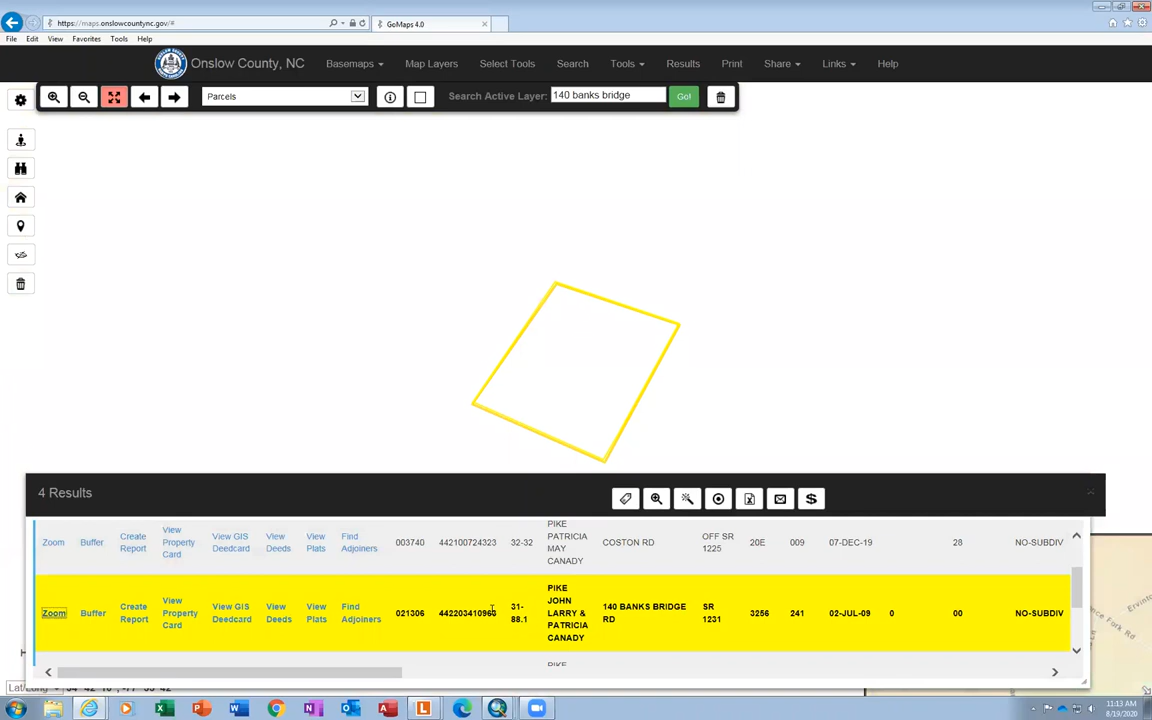 https://maps.onslowcountync.gov/#
GoMaps 4.0
File Edit View Favorites Tools Help
Onslow County, NC
Basemaps Map Layers Select Tools Search Tools Results Print Share Links Help
Parcels
Search Active Layer: 140 banks bridge Go!
4 Results
Zoom Buffer Create Report View Property Card View GIS Deedcard View Deeds View Plats Find Adjoiners 003740 442100724323 32-32 PIKE PATRICIA MAY CANADY COSTON RD OFF SR 1225 20E 009 07-DEC-19 28 NO-SUBDIV
Zoom Buffer Create Report View Property Card View GIS Deedcard View Deeds View Plats Find Adjoiners 021306 442203410963 31-88.1 PIKE JOHN LARRY & PATRICIA CANADY 140 BANKS BRIDGE RD SR 1231 3256 241 02-JUL-09 0 00 NO-SUBDIV
PIKE
Lat/Long
11:13 AM
8/19/2020